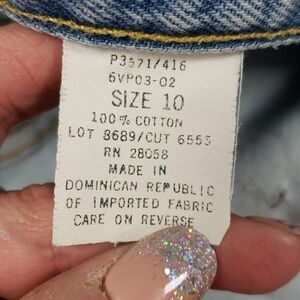 P3571/416
6VP03-02
SIZE 10
100% COTTON
LOT 8689/CUT 6555
RN 28058
MADE IN
DOMINICAN REPUBLIC
OF IMPORTED FABRIC
CARE ON REVERSE